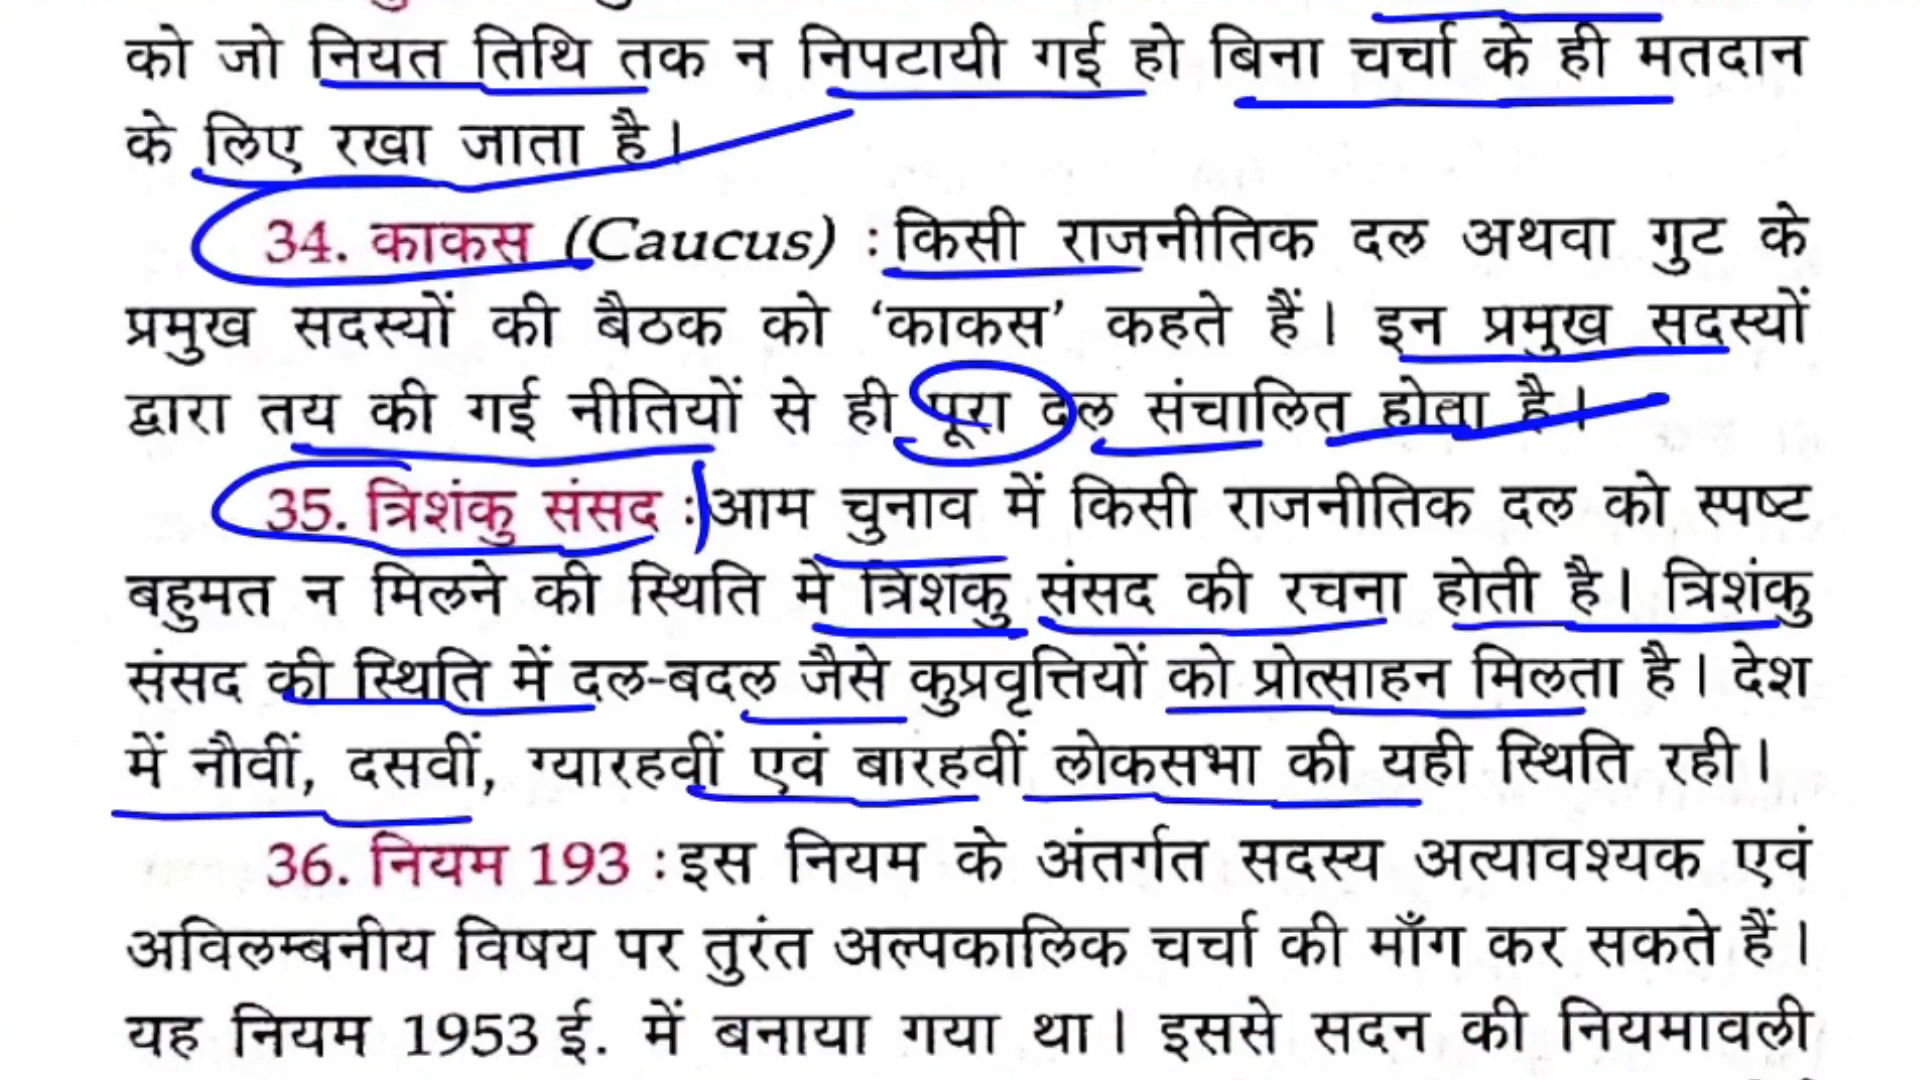 को जो नियत तिथि तक न निपटायी गई हो बिना चर्चा के ही मतदान
के लिए रखा जाता है।
34. काकस (Caucus) : किसी राजनीतिक दल अथवा गुट के
प्रमुख सदस्यों की बैठक को ‘काकस’ कहते हैं। इन प्रमुख सदस्यों
द्वारा तय की गई नीतियों से ही पूरा दल संचालित होता है।
35. त्रिशंकु संसद : आम चुनाव में किसी राजनीतिक दल को स्पष्ट
बहुमत न मिलने की स्थिति में त्रिशंकु संसद की रचना होती है। त्रिशंकु
संसद की स्थिति में दल-बदल जैसे कुप्रवृत्तियों को प्रोत्साहन मिलता है। देश
में नौवीं, दसवीं, ग्यारहवीं एवं बारहवीं लोकसभा की यही स्थिति रही।
36. नियम 193 : इस नियम के अंतर्गत सदस्य अत्यावश्यक एवं
अविलम्बनीय विषय पर तुरंत अल्पकालिक चर्चा की माँग कर सकते हैं।
यह नियम 1953 ई. में बनाया गया था। इससे सदन की नियमावली